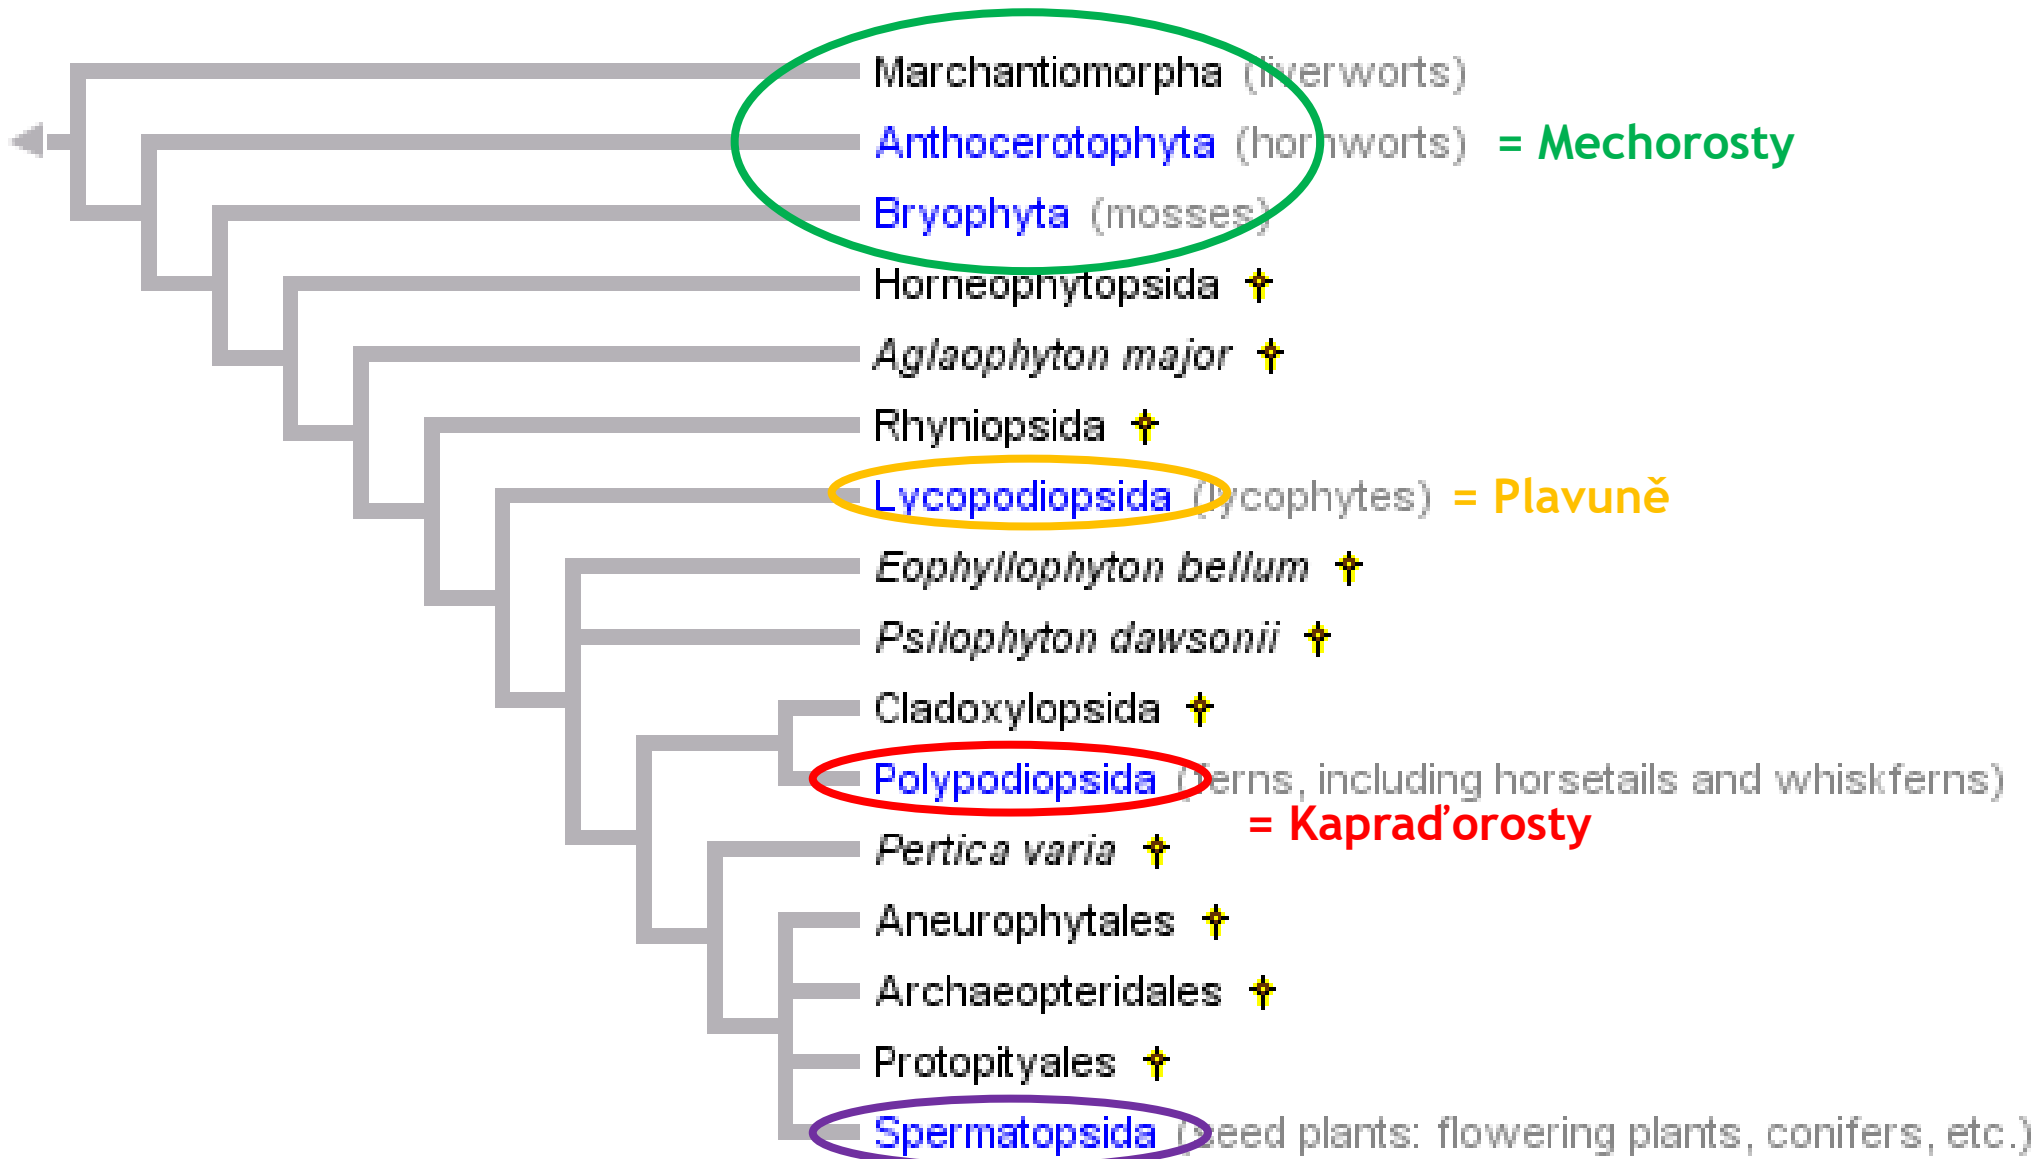 Marchantiomorpha (liverworts)
Anthocerotophyta (hornworts) = Mechorosty
Bryophyta (mosses)
Horneophytopsida ✝
Aglaophyton major ✝
Rhyniopsida ✝
Lycopodiopsida (lycophytes) = Plavuně
Eophyllophyton bellum ✝
Psilophyton dawsonii ✝
Cladoxylopsida ✝
Polypodiopsida (ferns, including horsetails and whiskferns)
= Kapraďorosty
Pertica varia ✝
Aneurophytales ✝
Archaeopteridales ✝
Protopityales ✝
Spermatopsida (seed plants: flowering plants, conifers, etc.)